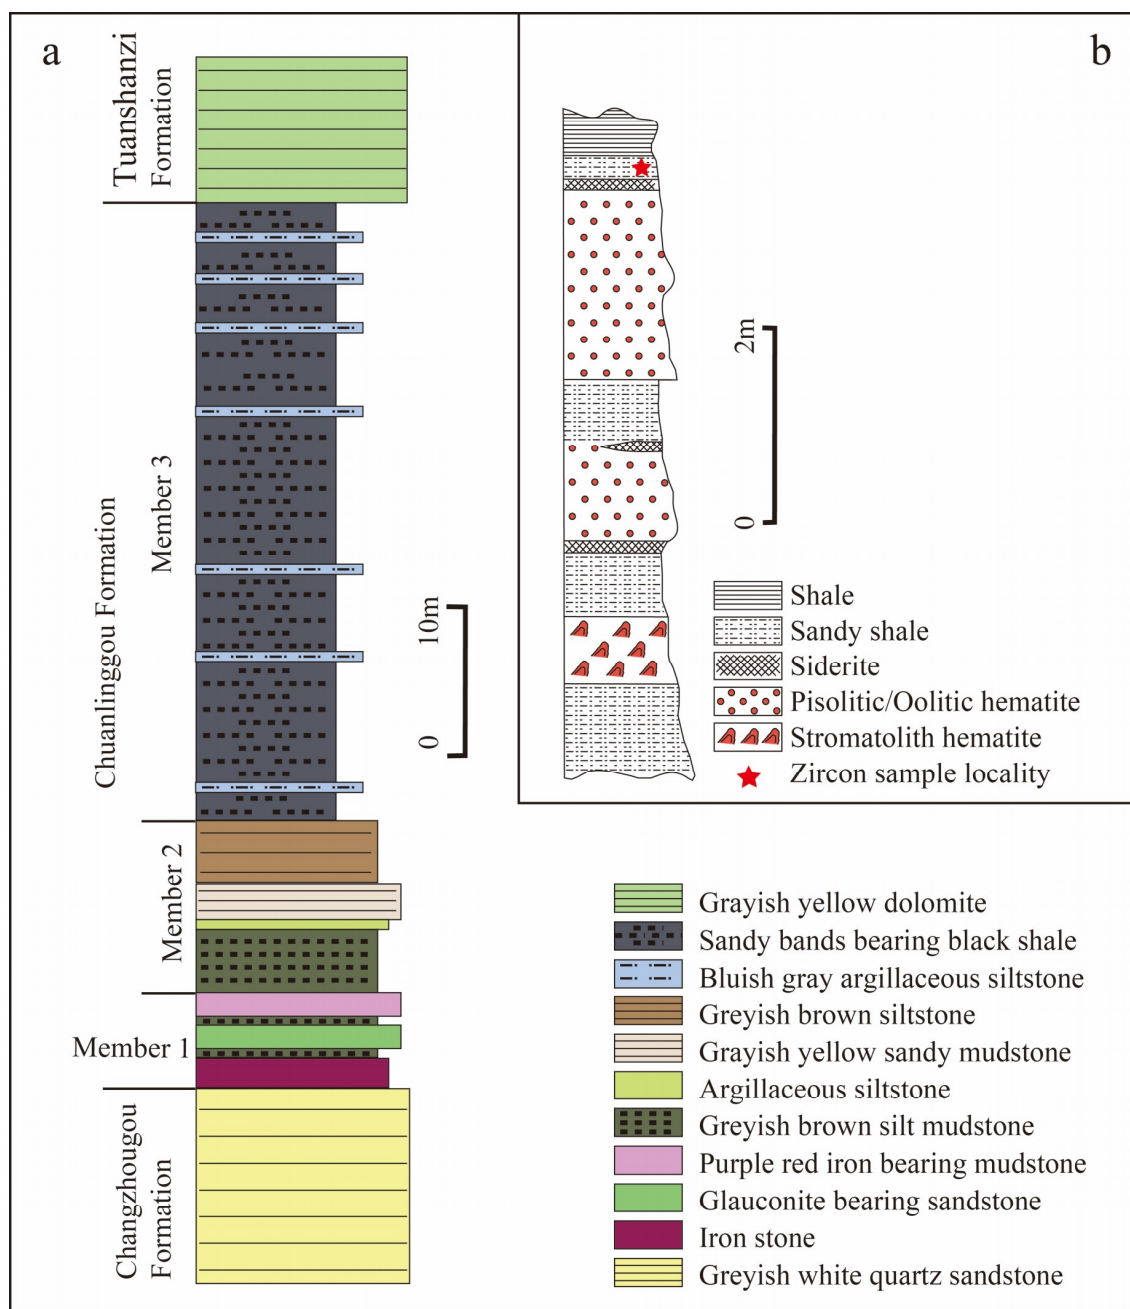 a
Tuanshanzi
Formation
Chuanlinggou Formation
Member 3
Member 2
Member 1
Changzhougou
Formation
10m
0
b
2m
0
Shale
Sandy shale
Siderite
Pisolitic/Oolitic hematite
Stromatolith hematite
Zircon sample locality
Grayish yellow dolomite
Sandy bands bearing black shale
Bluish gray argillaceous siltstone
Greyish brown siltstone
Grayish yellow sandy mudstone
Argillaceous siltstone
Greyish brown silt mudstone
Purple red iron bearing mudstone
Glauconite bearing sandstone
Iron stone
Greyish white quartz sandstone